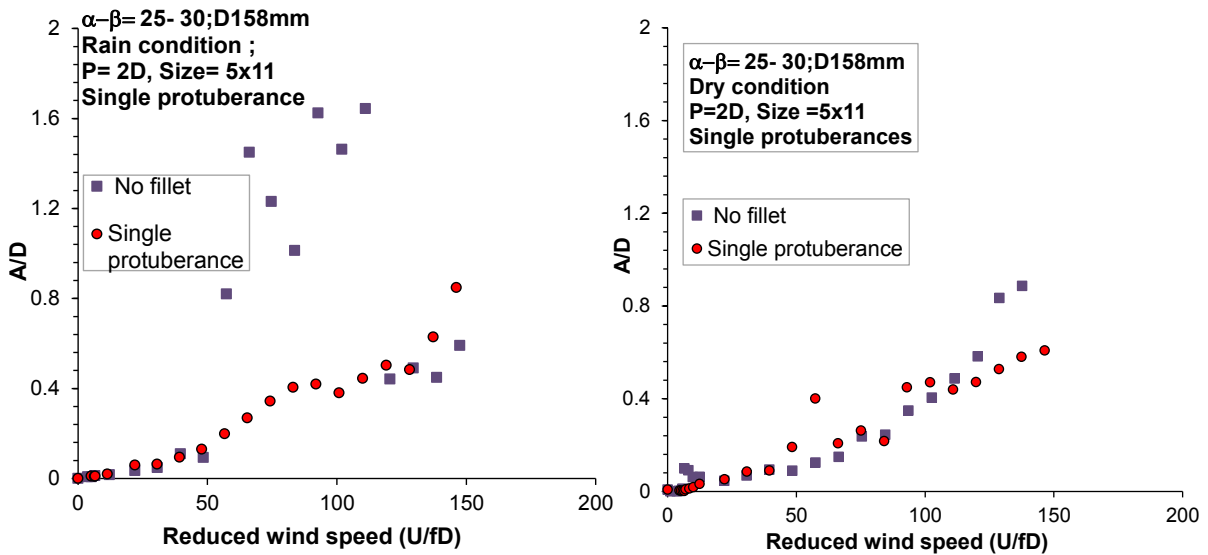 α−β= 25- 30;D158mm
Rain condition ;
P= 2D, Size= 5x11
Single protuberance
2
1.6
1.2
0.8
0.4
0
A/D
No fillet
Single
protuberance
0
50
100
150
200
Reduced wind speed (U/fD)
α−β= 25- 30;D158mm
Dry condition
P=2D, Size =5x11
Single protuberances
2
1.6
1.2
0.8
0.4
0
A/D
No fillet
Single protuberance
0
50
100
150
200
Reduced wind speed (U/fD)